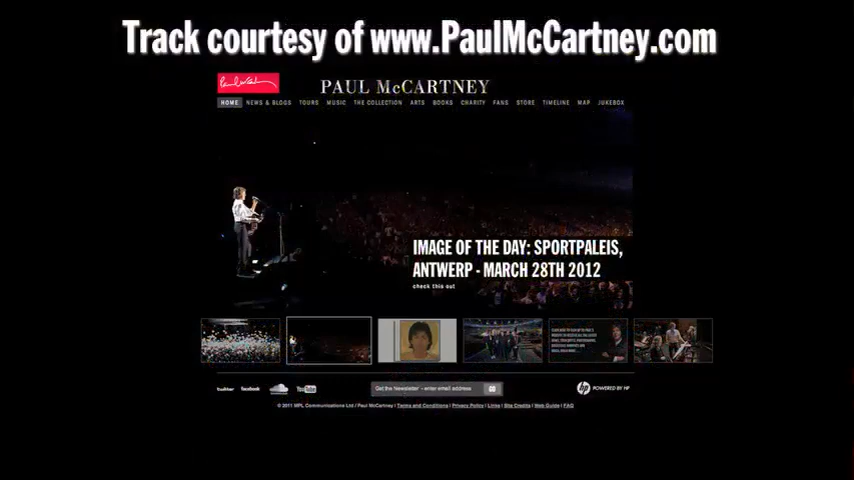 Track courtesy of www.PaulMcCartney.com
PAUL McCARTNEY
HOME NEWS & BLOGS TOURS MUSIC THE COLLECTION ARTS BOOKS CHARITY FANS STORE TIMELINE MAP JUKEBOX
IMAGE OF THE DAY: SPORTPALEIS,
ANTWERP - MARCH 28TH 2012
check this out
twitter facebook SOUNDCLOUD YouTube Get the Newsletter - enter email address GO hp POWERED BY HP
© 2011 MPL Communications Ltd / Paul McCartney | Terms and Conditions | Privacy Policy | Links | Site Credits | Web Guide | FAQ